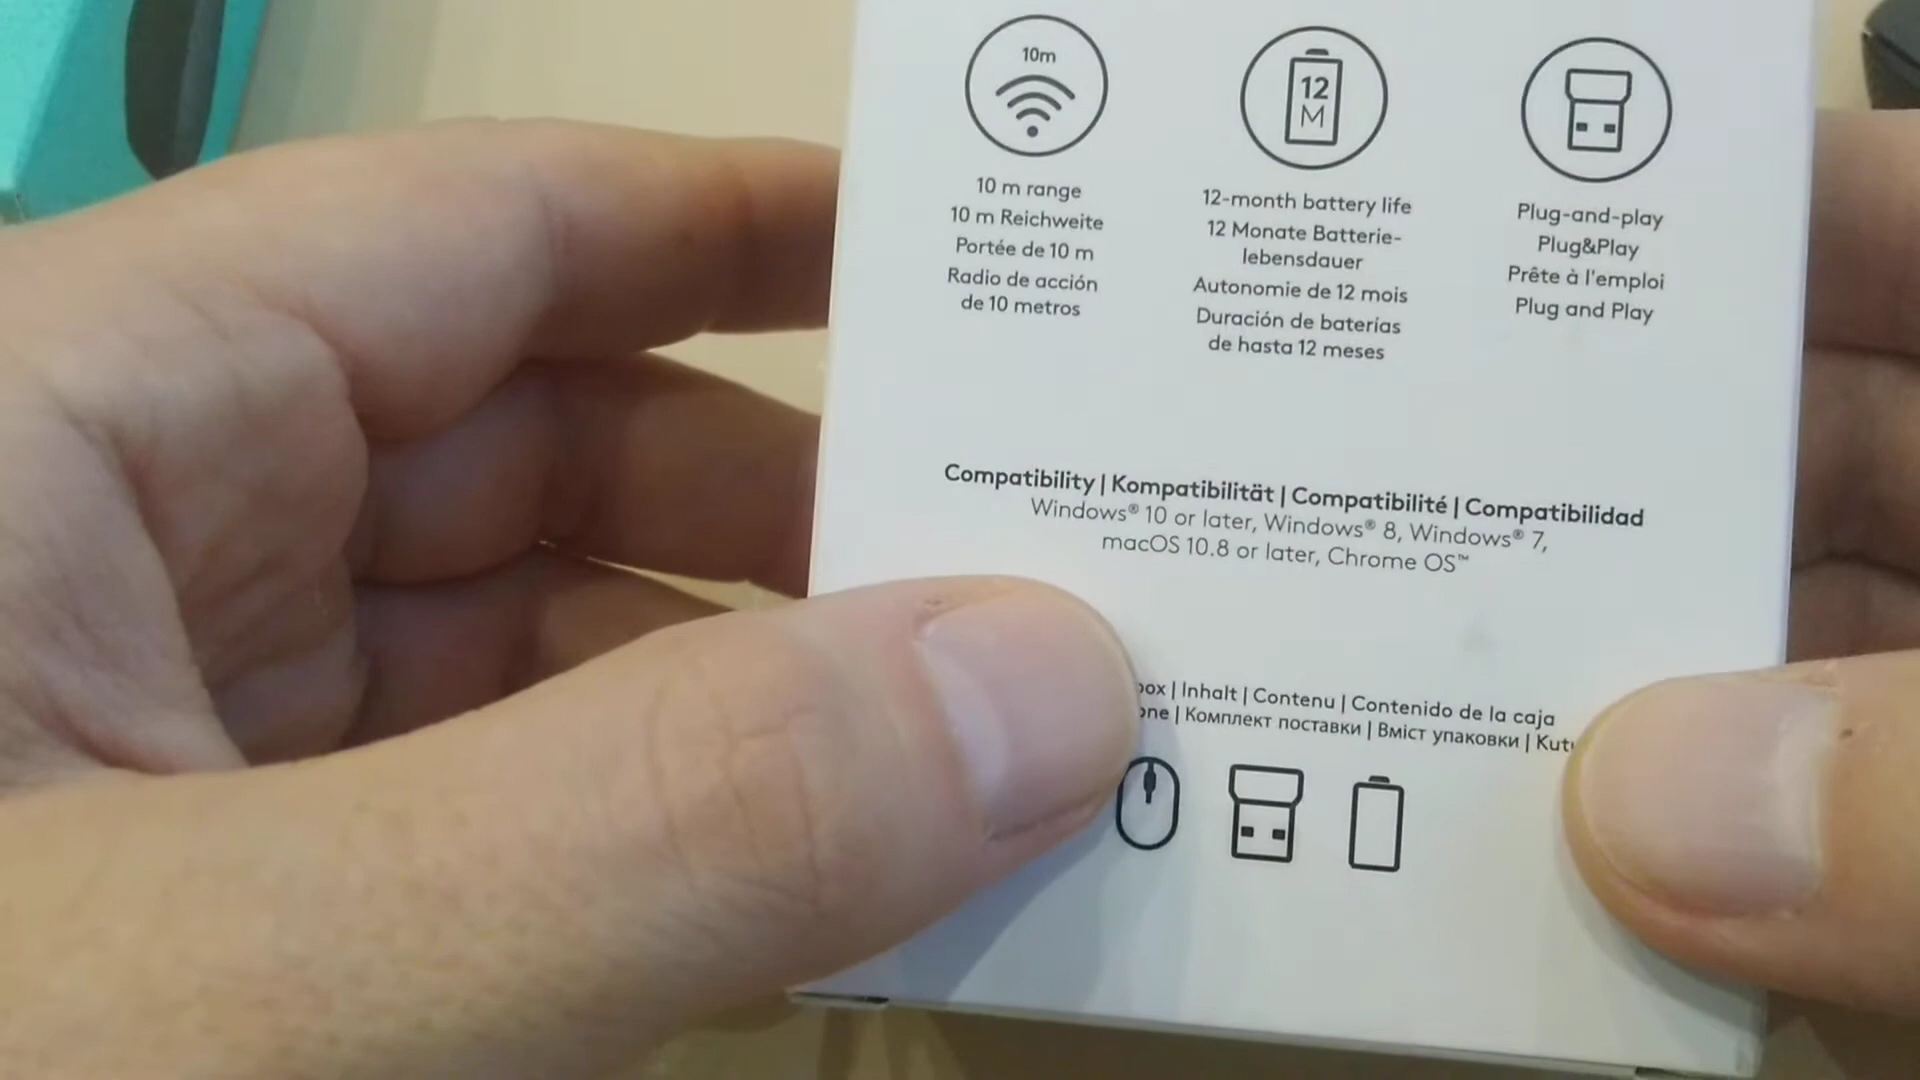 10m
12
M
10 m range
10 m Reichweite
Portée de 10 m
Radio de acción
de 10 metros
12-month battery life
12 Monate Batterie-
lebensdauer
Autonomie de 12 mois
Duración de baterías
de hasta 12 meses
Plug-and-play
Plug&Play
Prête à l'emploi
Plug and Play
Compatibility | Kompatibilität | Compatibilité | Compatibilidad
Windows® 10 or later, Windows® 8, Windows® 7,
macOS 10.8 or later, Chrome OS™
| Inhalt | Contenu | Contenido de la caja
| Комплект поставки | Вміст упаковки |